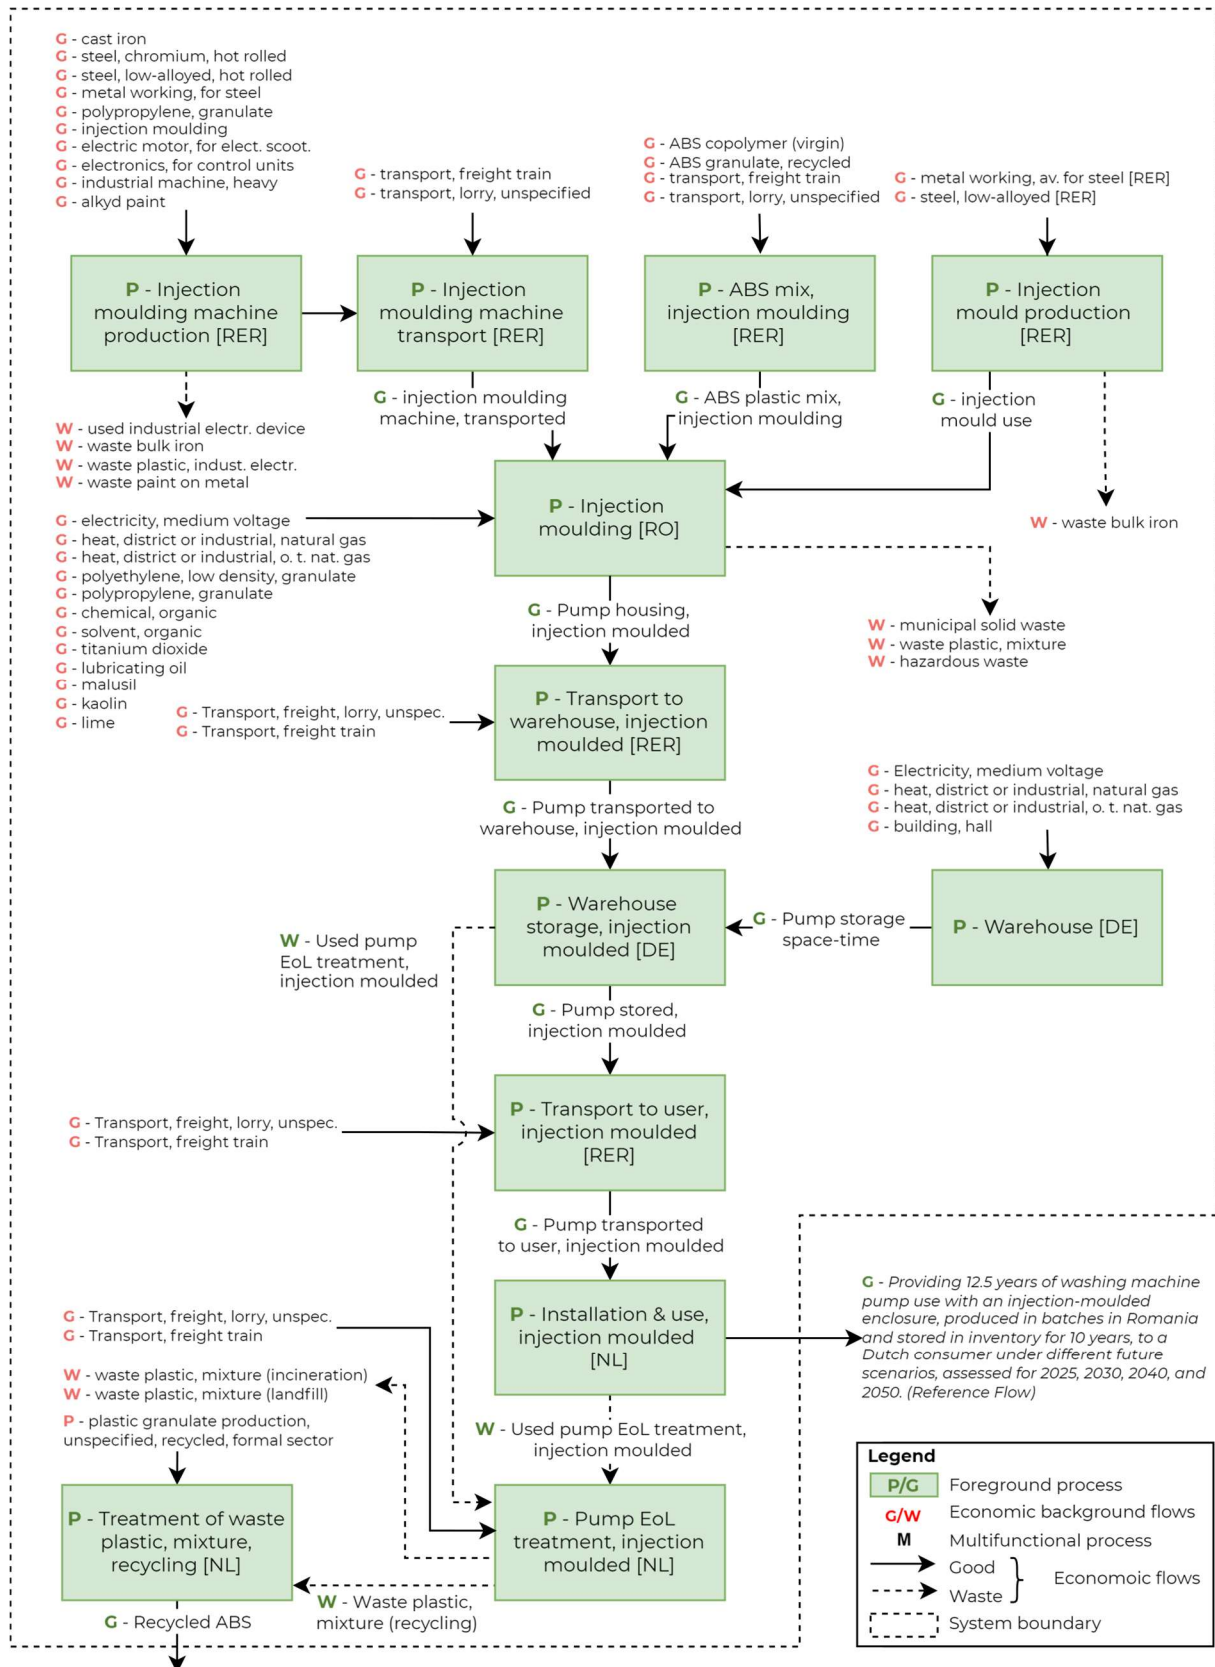 G - cast iron
G - steel, chromium, hot rolled
G - steel, low-alloyed, hot rolled
G - metal working, for steel
G - polypropylene, granulate
G - injection moulding
G - electric motor, for elect. scoot.
G - electronics, for control units
G - industrial machine, heavy
G - alkyd paint
G - transport, freight train
G - transport, lorry, unspecified
G - ABS copolymer (virgin)
G - ABS granulate, recycled
G - transport, freight train
G - transport, lorry, unspecified
G - metal working, av. for steel [RER]
G - steel, low-alloyed [RER]
P - Injection
moulding machine
production [RER]
P - Injection
moulding machine
transport [RER]
P - ABS mix,
injection moulding
[RER]
P - Injection
mould production
[RER]
G - injection moulding
machine, transported
G - ABS plastic mix,
injection moulding
G - injection
mould use
W - used industrial electr. device
W - waste bulk iron
W - waste plastic, indust. electr.
W - waste paint on metal
P - Injection
moulding [RO]
W - waste bulk iron
G - electricity, medium voltage
G - heat, district or industrial, natural gas
G - heat, district or industrial, o. t. nat. gas
G - polyethylene, low density, granulate
G - polypropylene, granulate
G - chemical, organic
G - solvent, organic
G - titanium dioxide
G - lubricating oil
G - malusil
G - kaolin
G - lime
G - Pump housing,
injection moulded
W - municipal solid waste
W - waste plastic, mixture
W - hazardous waste
G - Transport, freight, lorry, unspec.
G - Transport, freight train
P - Transport to
warehouse, injection
moulded [RER]
G - Pump transported to
warehouse, injection moulded
G - Electricity, medium voltage
G - heat, district or industrial, natural gas
G - heat, district or industrial, o. t. nat. gas
G - building, hall
P - Warehouse
storage, injection
moulded [DE]
G - Pump storage
space-time
P - Warehouse [DE]
W - Used pump
EoL treatment,
injection moulded
G - Pump stored,
injection moulded
G - Transport, freight, lorry, unspec.
G - Transport, freight train
P - Transport to user,
injection moulded
[RER]
G - Pump transported
to user, injection moulded
P - Installation & use,
injection moulded
[NL]
G - Providing 12.5 years of washing machine
pump use with an injection-moulded
enclosure, produced in batches in Romania
and stored in inventory for 10 years, to a
Dutch consumer under different future
scenarios, assessed for 2025, 2030, 2040, and
2050. (Reference Flow)
G - Transport, freight, lorry, unspec.
G - Transport, freight train
W - waste plastic, mixture (incineration)
W - waste plastic, mixture (landfill)
P - plastic granulate production,
unspecified, recycled, formal sector
W - Used pump EoL treatment,
injection moulded
P - Treatment of waste
plastic, mixture,
recycling [NL]
P - Pump EoL
treatment, injection
moulded [NL]
W - Waste plastic,
mixture (recycling)
G - Recycled ABS
Legend
P/G Foreground process
G/W Economic background flows
M Multifunctional process
Good
Waste
Economoic flows
System boundary